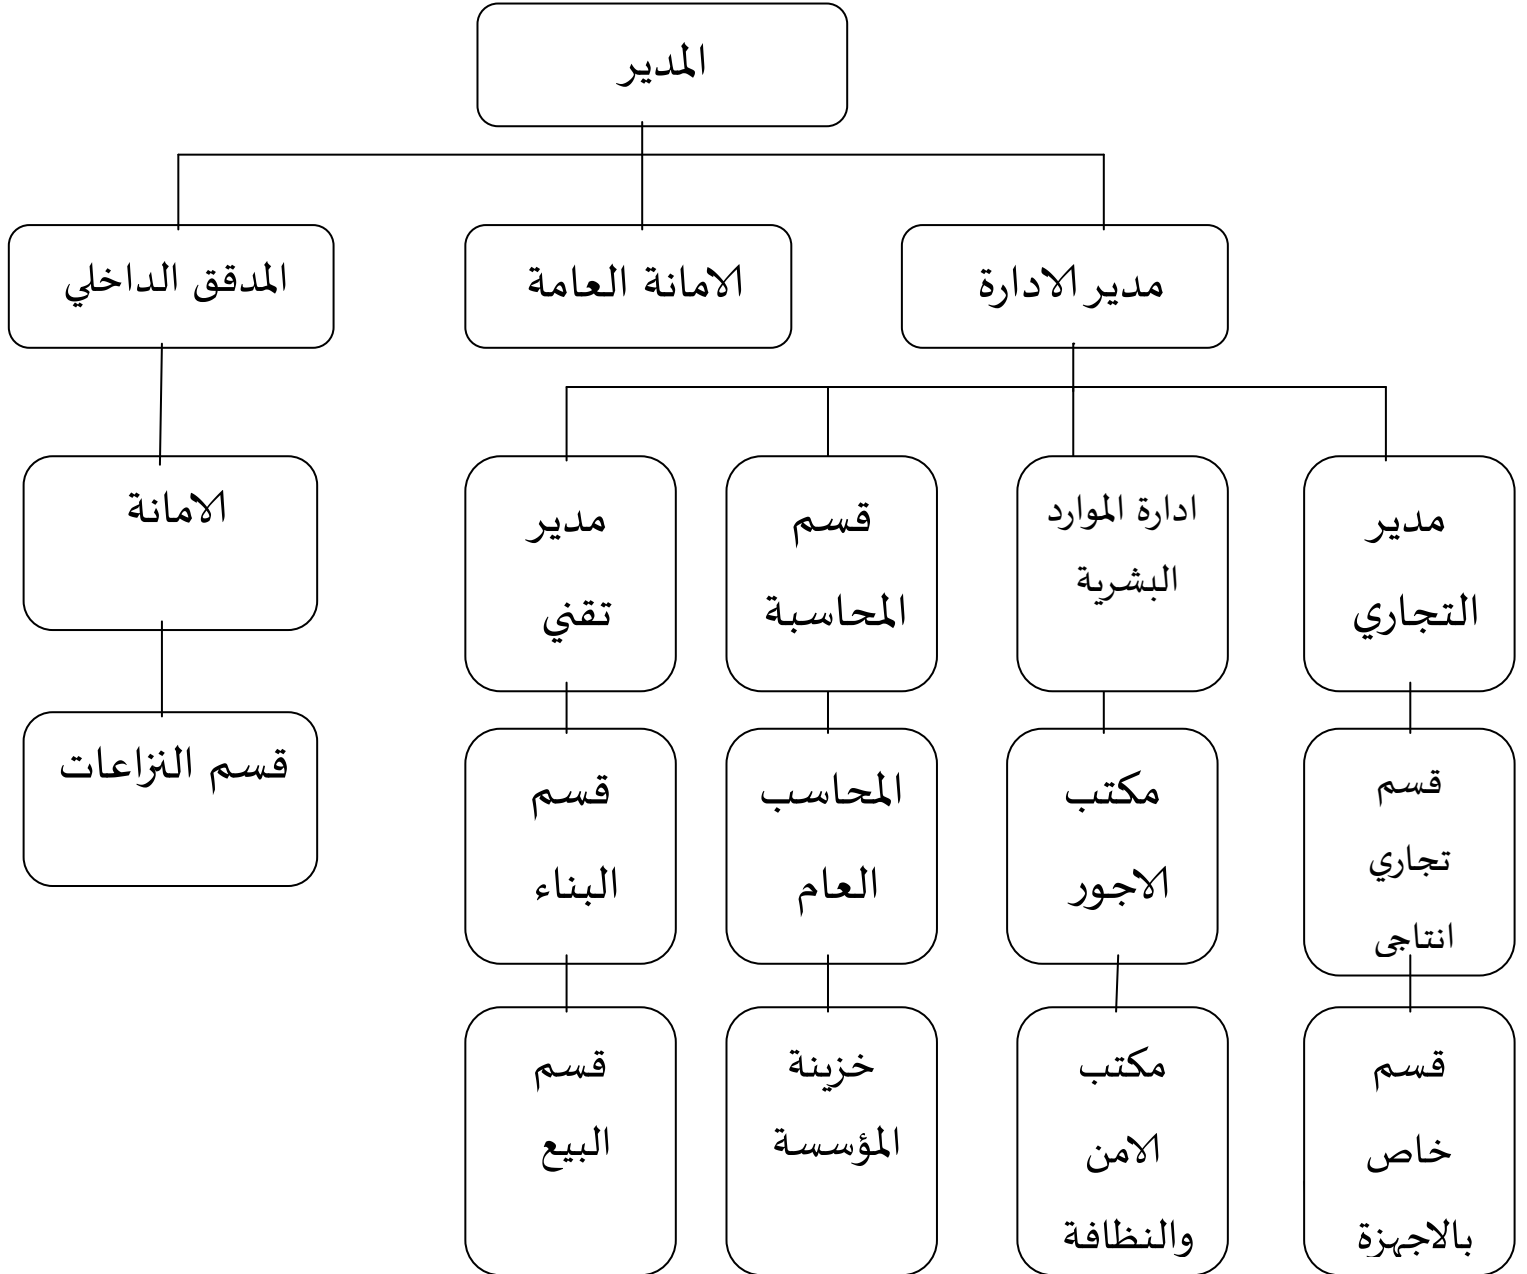 المدير
مدير الادارة
الامانة العامة
المدقق الداخلي
مدير
التجاري
ادارة الموارد
البشرية
قسم
المحاسبة
مدير
تقني
الامانة
قسم
تجاري
انتاجي
مكتب
الاجور
المحاسب
العام
قسم
البناء
قسم النزاعات
قسم
خاص
بالاجهزة
مكتب
الامن
والنظافة
خزينة
المؤسسة
قسم
البيع